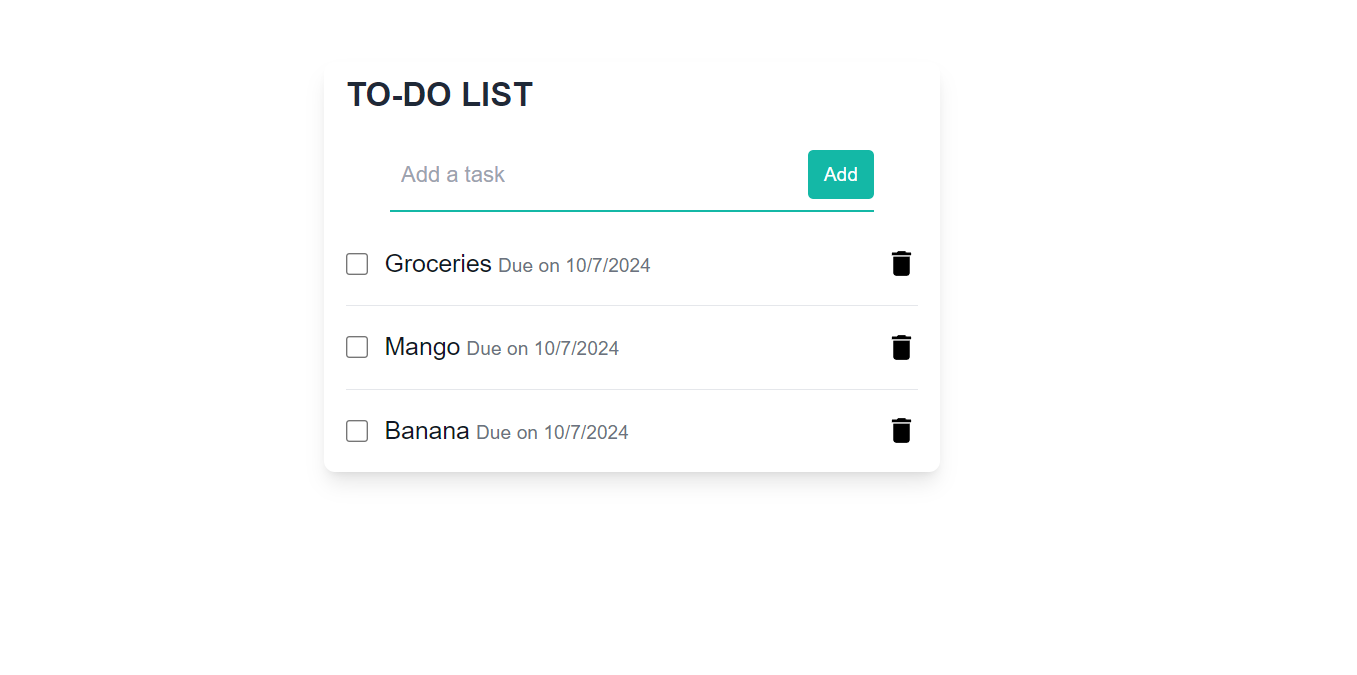 TO-DO LIST
Add a task Add
Groceries Due on 10/7/2024
Mango Due on 10/7/2024
Banana Due on 10/7/2024